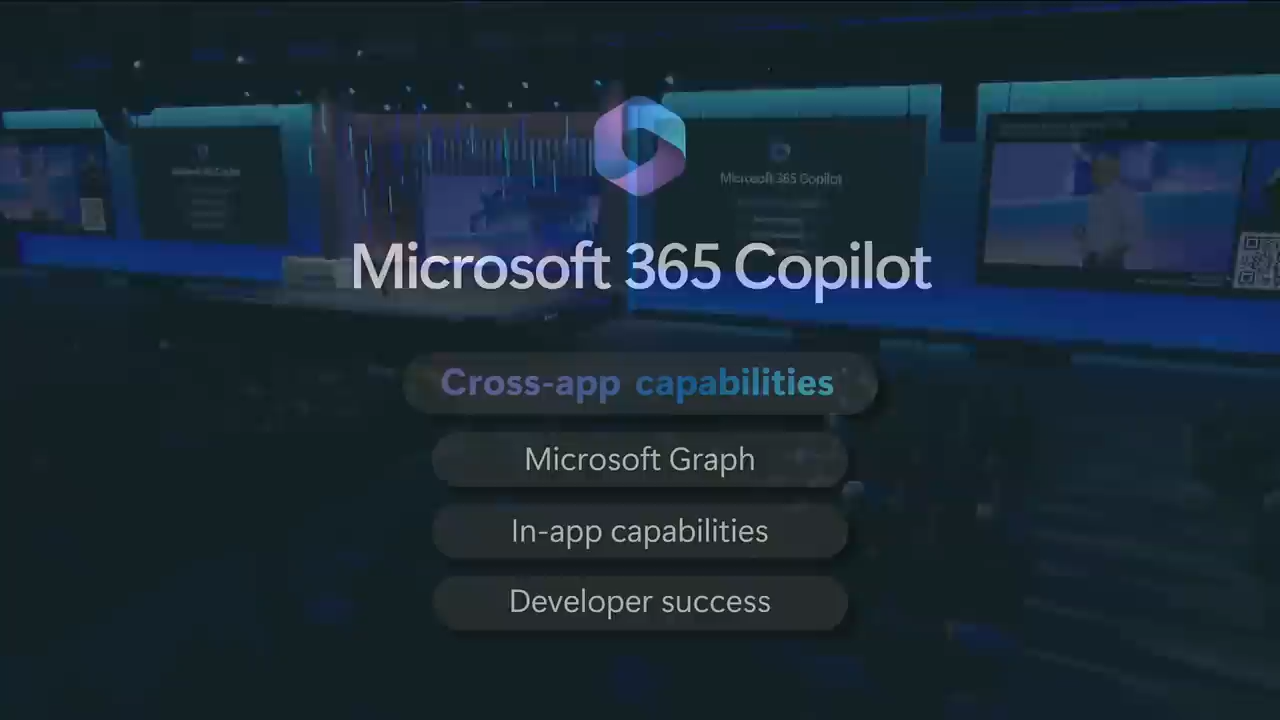 Microsoft 365 Copilot
Microsoft 365 Copilot
Cross-app capabilities
Microsoft Graph
In-app capabilities
Developer success